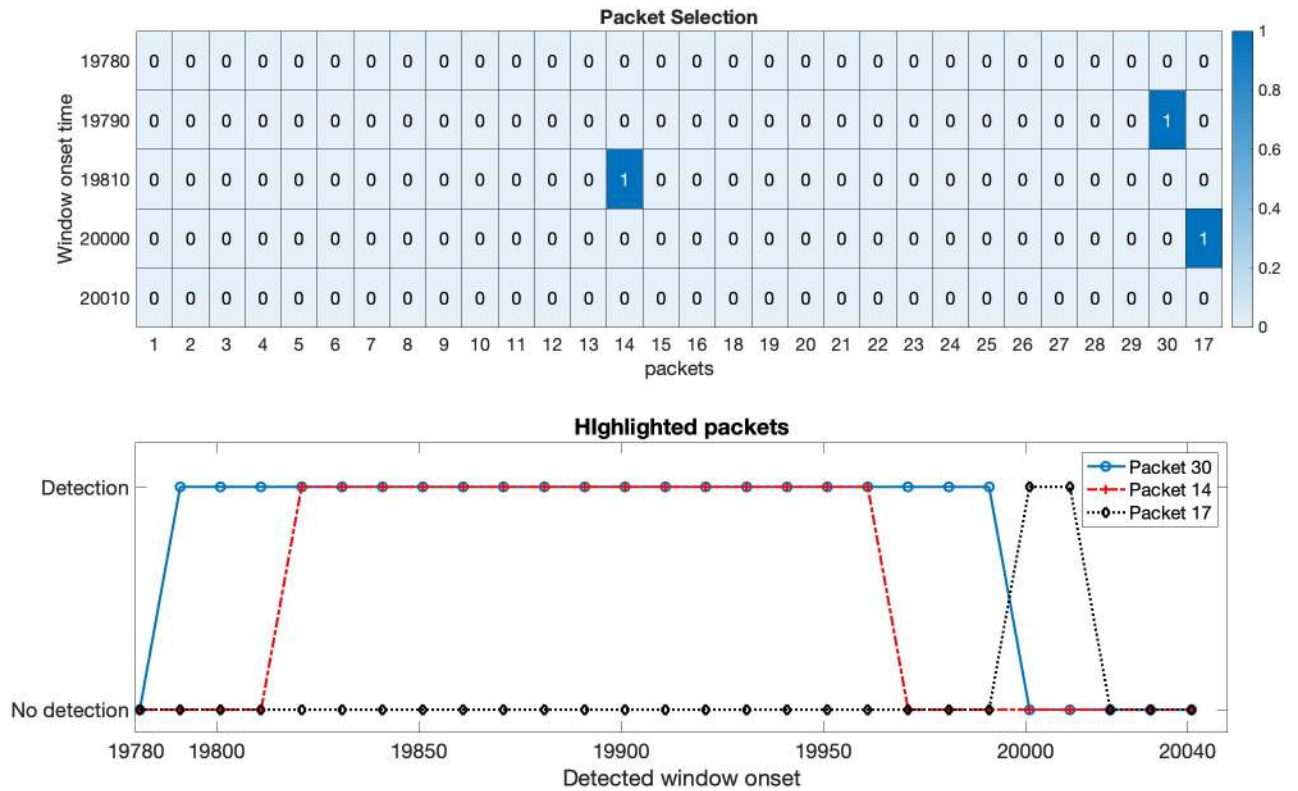 Packet Selection
Window onset time
19780 0 0 0 0 0 0 0 0 0 0 0 0 0 0 0 0 0 0 0 0 0 0 0 0 0 0 0 0 0 0
19790 0 0 0 0 0 0 0 0 0 0 0 0 0 0 0 0 0 0 0 0 0 0 0 0 0 0 0 0 1 0
19810 0 0 0 0 0 0 0 0 0 0 0 0 0 1 0 0 0 0 0 0 0 0 0 0 0 0 0 0 0 0
20000 0 0 0 0 0 0 0 0 0 0 0 0 0 0 0 0 0 0 0 0 0 0 0 0 0 0 0 0 0 1
20010 0 0 0 0 0 0 0 0 0 0 0 0 0 0 0 0 0 0 0 0 0 0 0 0 0 0 0 0 0 0
1 2 3 4 5 6 7 8 9 10 11 12 13 14 15 16 18 19 20 21 22 23 24 25 26 27 28 29 30 17
packets
1
0.8
0.6
0.4
0.2
0
HIghlighted packets
Detection
No detection
Packet 30
Packet 14
Packet 17
19780 19800 19850 19900 19950 20000 20040
Detected window onset